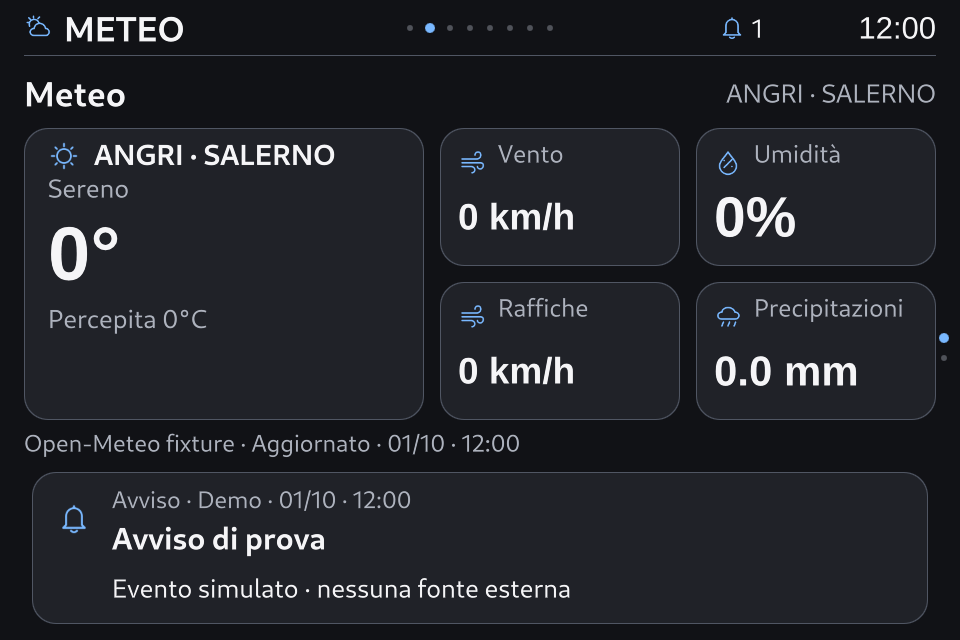 METEO
1
12:00
Meteo
ANGRI · SALERNO
ANGRI · SALERNO
Sereno
0°
Percepita 0°C
Vento
0 km/h
Umidità
0%
Raffiche
0 km/h
Precipitazioni
0.0 mm
Open-Meteo fixture · Aggiornato · 01/10 · 12:00
Avviso · Demo · 01/10 · 12:00
Avviso di prova
Evento simulato · nessuna fonte esterna